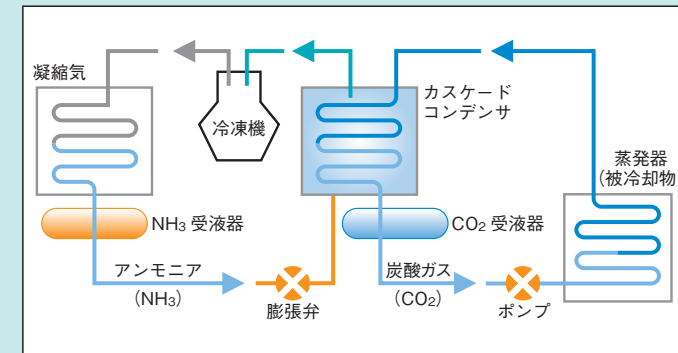 凝縮気
冷凍機
カスケード
コンデンサ
蒸発器
(被冷却物)
NH₃ 受液器
CO₂ 受液器
アンモニア
(NH₃)
膨張弁
炭酸ガス
(CO₂)
ポンプ